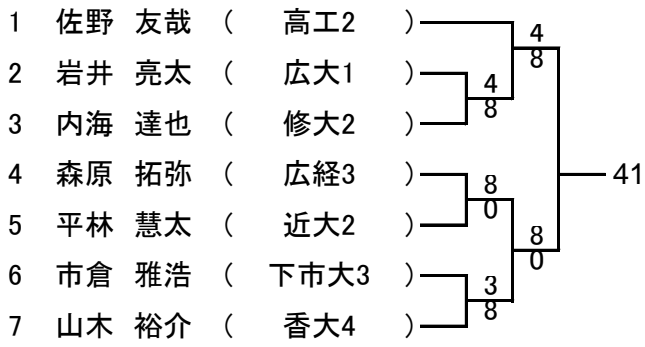 1 佐野 友哉 ( 高工2 )
4
8
2 岩井 亮太 ( 広大1 )
4
8
3 内海 達也 ( 修大2 )
4 森原 拓弥 ( 広経3 )
41
8
0
5 平林 慧太 ( 近大2 )
8
0
6 市倉 雅浩 ( 下市大3 )
3
8
7 山木 裕介 ( 香大4 )